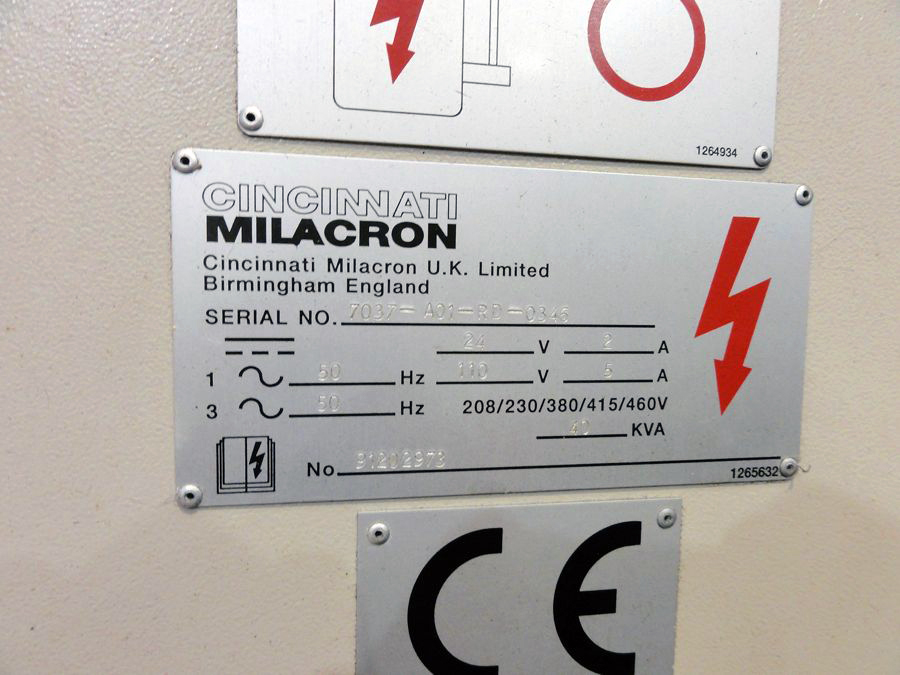 1264934
CINCINNATI
MILACRON
Cincinnati Milacron U.K. Limited
Birmingham England
SERIAL NO. 7037-A01-RD-0346
24 V 2 A
1 50 Hz 110 V 5 A
3 50 Hz 208/230/380/415/460V
40 KVA
No. 91202973
1265632
CE